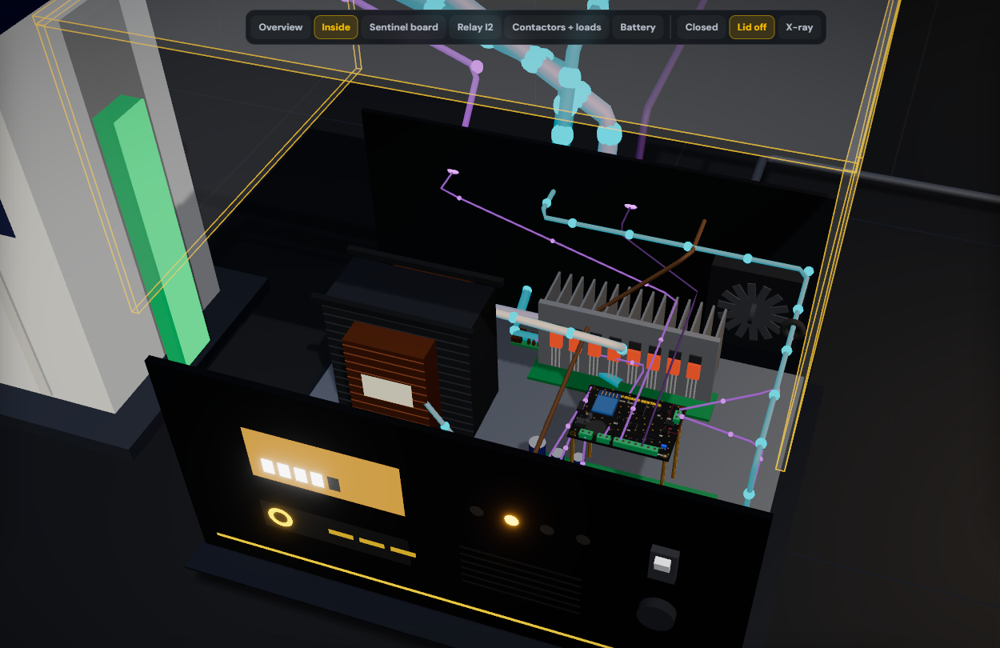 Overview Inside Sentinel board Relay I2 Contactors + loads Battery Closed Lid off X-ray